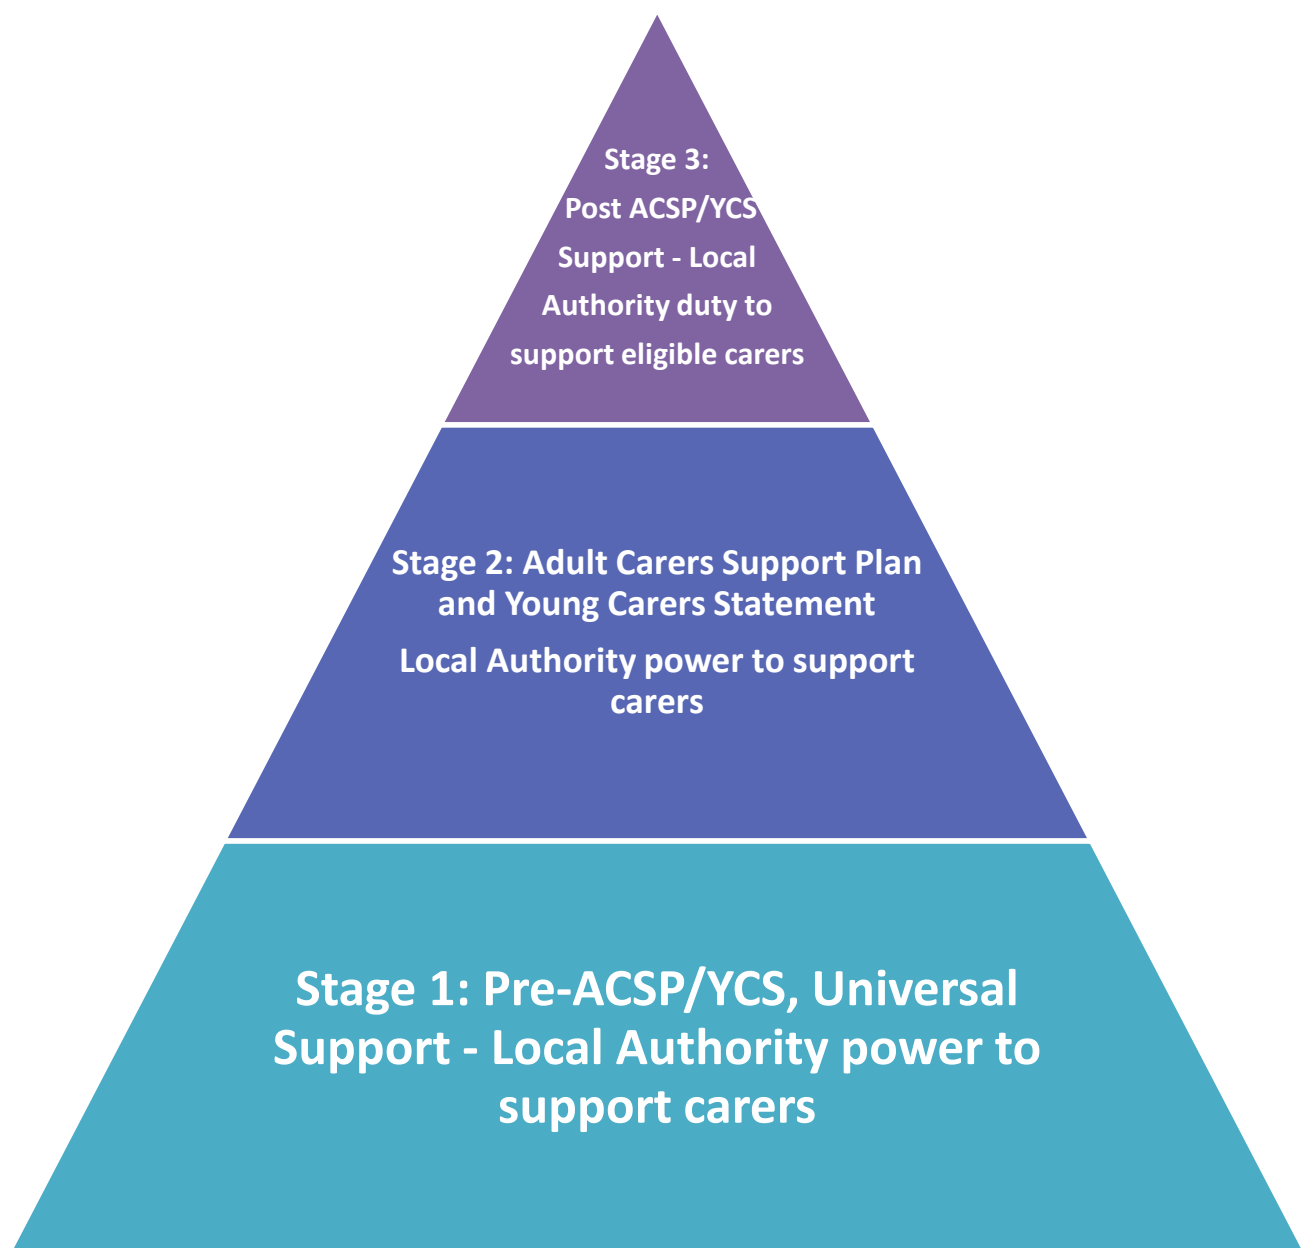 Stage 3:
Post ACSP/YCS
Support - Local
Authority duty to
support eligible carers
Stage 2: Adult Carers Support Plan
and Young Carers Statement
Local Authority power to support
carers
Stage 1: Pre-ACSP/YCS, Universal
Support - Local Authority power to
support carers